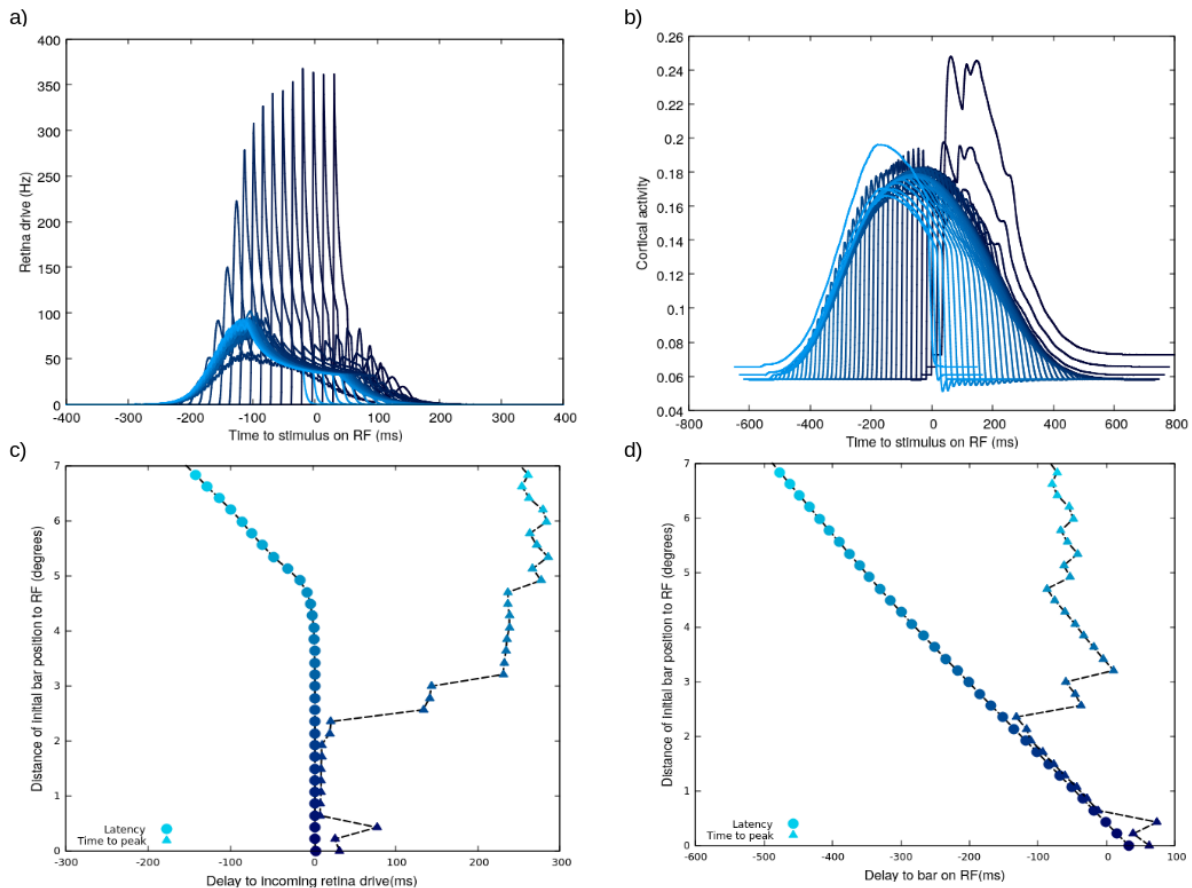 a)
400
350
300
250
200
150
100
50
0
Retina drive (Hz)
-400 -300 -200 -100 0 100 200 300 400
Time to stimulus on RF (ms)
b)
0.26
0.24
0.22
0.2
0.18
0.16
0.14
0.12
0.1
0.08
0.06
0.04
Cortical activity
-800 -600 -400 -200 0 200 400 600 800
Time to stimulus on RF (ms)
c)
7
6
5
4
3
2
1
0
Distance of Initial bar position to RF (degrees)
Latency
Time to peak
-300 -200 -100 0 100 200 300
Delay to incoming retina drive(ms)
d)
7
6
5
4
3
2
1
0
Distance of initial bar position to RF (degrees)
Latency
Time to peak
-600 -500 -400 -300 -200 -100 0 100
Delay to bar on RF(ms)